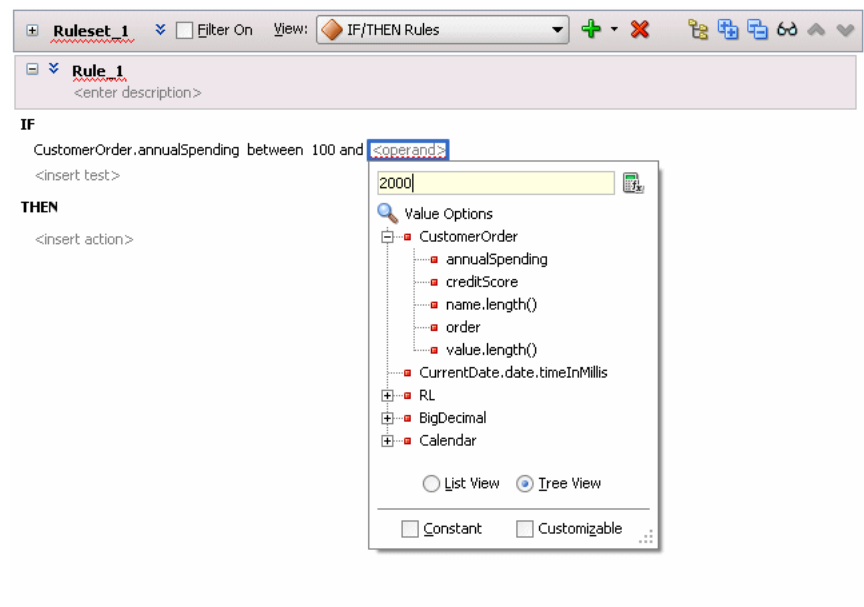 Ruleset_1 Filter On View: IF/THEN Rules
Rule_1
<enter description>
IF
CustomerOrder.annualSpending between 100 and <operand>
<insert test>
2000
THEN
Value Options
<insert action>
CustomerOrder
annualSpending
creditScore
name.length()
order
value.length()
CurrentDate.date.timeInMillis
RL
BigDecimal
Calendar
List View Tree View
Constant Customizable